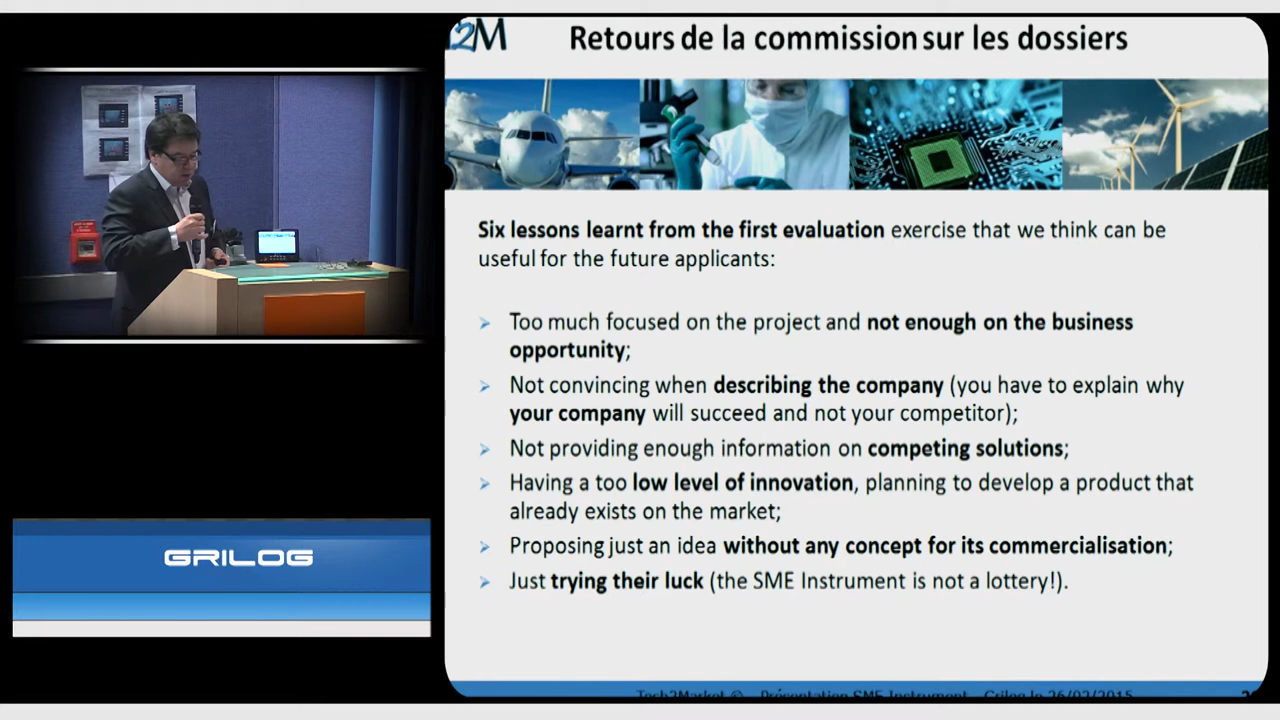 2M
Retours de la commission sur les dossiers
Six lessons learnt from the first evaluation exercise that we think can be
useful for the future applicants:
Too much focused on the project and not enough on the business
opportunity;
Not convincing when describing the company (you have to explain why
your company will succeed and not your competitor);
Not providing enough information on competing solutions;
Having a too low level of innovation, planning to develop a product that
already exists on the market;
Proposing just an idea without any concept for its commercialisation;
Just trying their luck (the SME Instrument is not a lottery!).
GRILOG
Tech2Market © Présentation SME Instrument Grilog le 26/02/2015